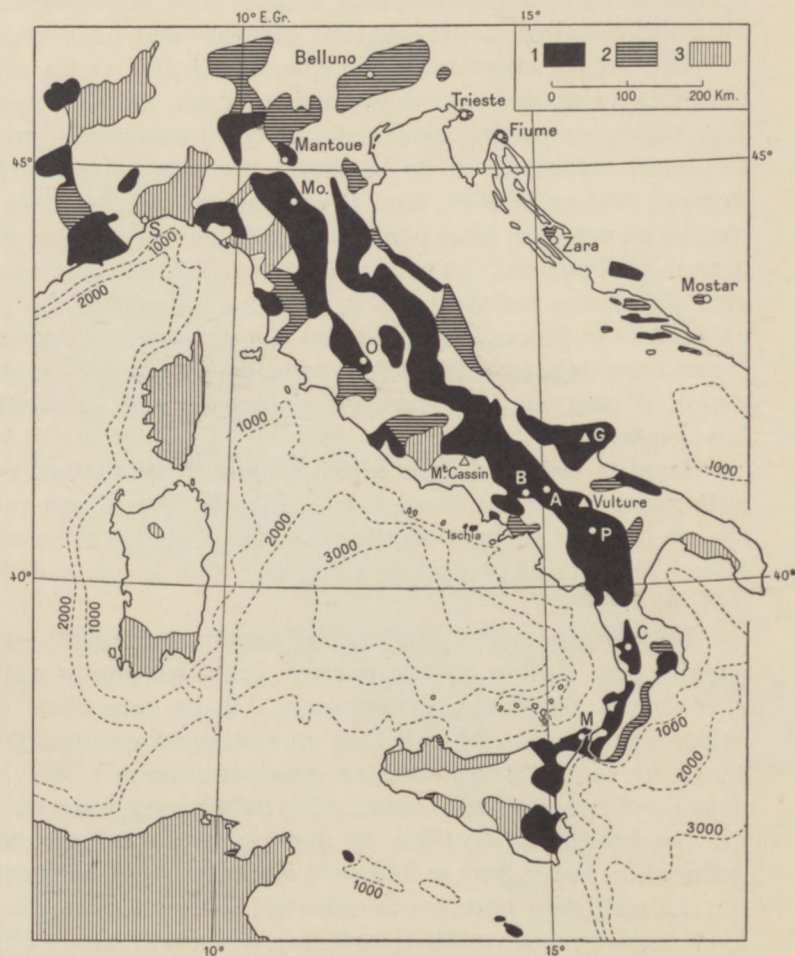 10° E.Gr.
15°
1 2 3
0 100 200 Km.
Belluno
Trieste
Fiume
Mantoue
45°
45°
Mo.
S
Zara
1000
2000
Mostar
O
1000
1000
G
Mt. Cassin
B
A
Vulture
2000
Ischia
P
3000
40°
40°
2000
1000
C
M
1060
2000
3000
1000
10°
15°